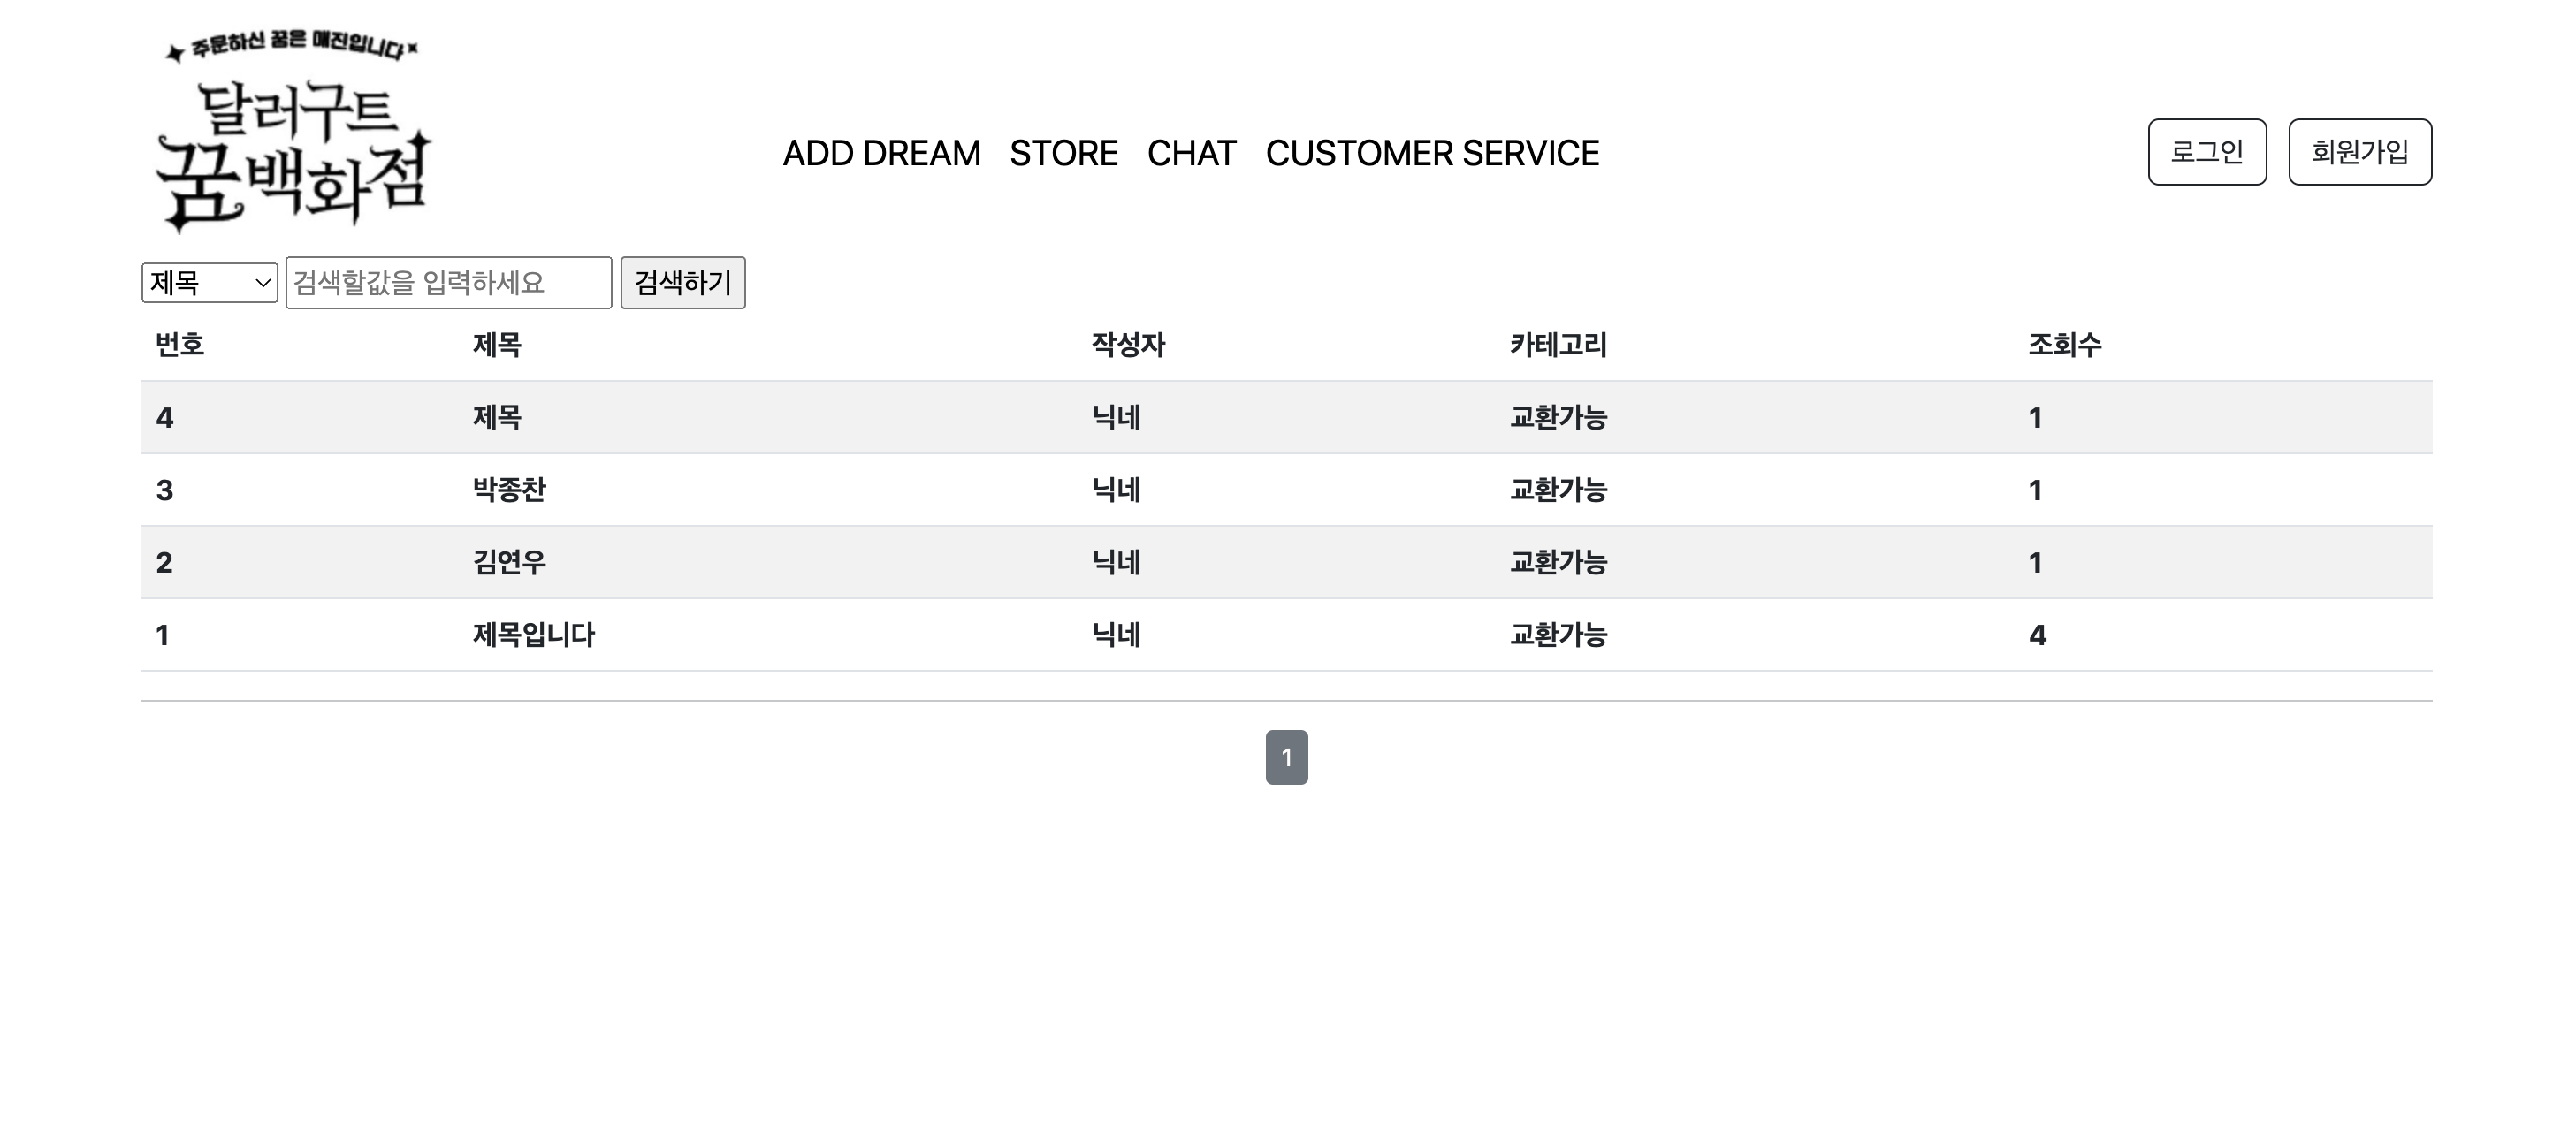 주문하신 꿈은 매진입니다
달러구트
꿈백화점
ADD DREAM STORE CHAT CUSTOMER SERVICE
로그인 회원가입
제목 검색할값을 입력하세요 검색하기
번호 제목 작성자 카테고리 조회수
4 제목 닉네 교환가능 1
3 박종찬 닉네 교환가능 1
2 김연우 닉네 교환가능 1
1 제목입니다 닉네 교환가능 4
1